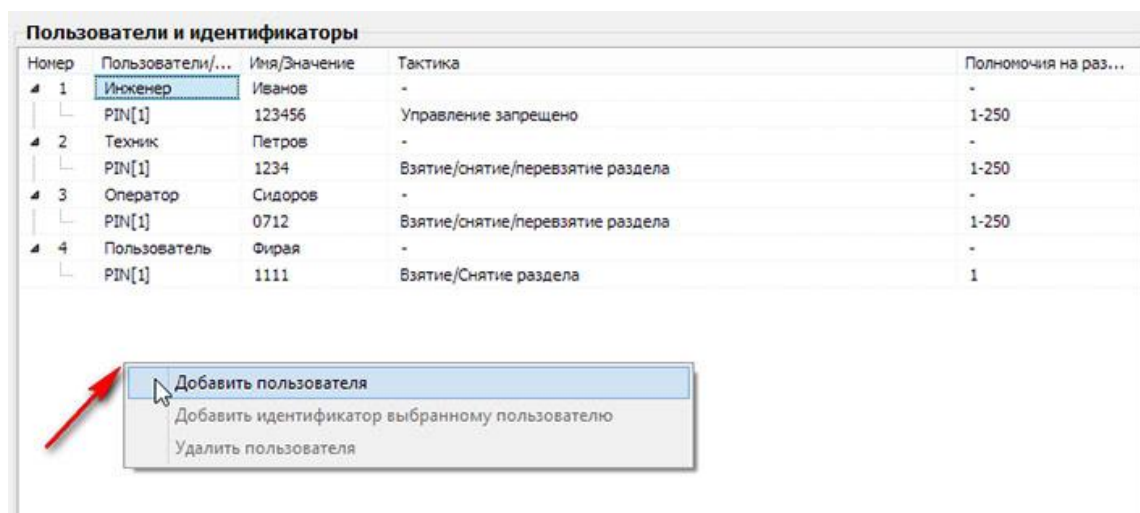 Пользователи и идентификаторы
Номер Пользователи/... Имя/Значение Тактика Полномочия на раз...
1 Инженер Иванов - -
PIN[1] 123456 Управление запрещено 1-250
2 Техник Петров - -
PIN[1] 1234 Взятие/снятие/перевзятие раздела 1-250
3 Оператор Сидоров - -
PIN[1] 0712 Взятие/снятие/перевзятие раздела 1-250
4 Пользователь Фирая - -
PIN[1] 1111 Взятие/Снятие раздела 1
Добавить пользователя
Добавить идентификатор выбранному пользователю
Удалить пользователя